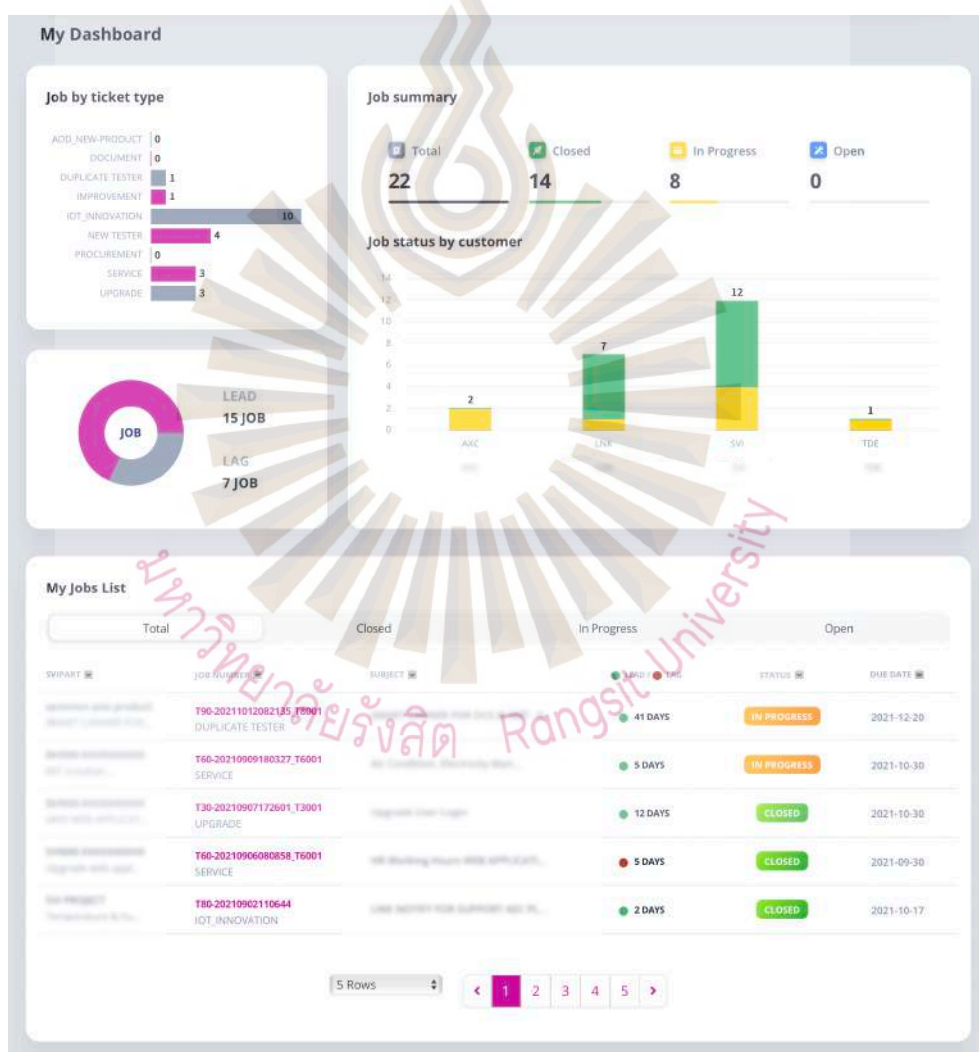 My Dashboard
Job by ticket type
ADD_NEW-PRODUCT 0
DOCUMENT 0
DUPLICATE TESTER 1
IMPROVEMENT 1
IOT_INNOVATION 10
NEW TESTER 4
PROCUREMENT 0
SERVICE 3
UPGRADE 3
JOB
LEAD
15 JOB
LAG
7 JOB
Job summary
Total Closed In Progress Open
22 14 8 0
Job status by customer
14
12
10
8
6
4
2
0
2 7 12 1
AXC LNK SVI TDE
มหาวิทยาลัยรังสิต Rangsit University
My Jobs List
Total Closed In Progress Open
SVIPART JOB NUMBER SUBJECT LEAD / LAG STATUS DUE DATE
T90-20211012082135_T8001 41 DAYS IN PROGRESS 2021-12-20
DUPLICATE TESTER
T60-20210909180327_T6001 5 DAYS IN PROGRESS 2021-10-30
SERVICE
T30-20210907172601_T3001 12 DAYS CLOSED 2021-10-30
UPGRADE
T60-20210906080858_T6001 5 DAYS CLOSED 2021-09-30
SERVICE
T80-20210902110644 2 DAYS CLOSED 2021-10-17
IOT_INNOVATION
5 Rows
1 2 3 4 5